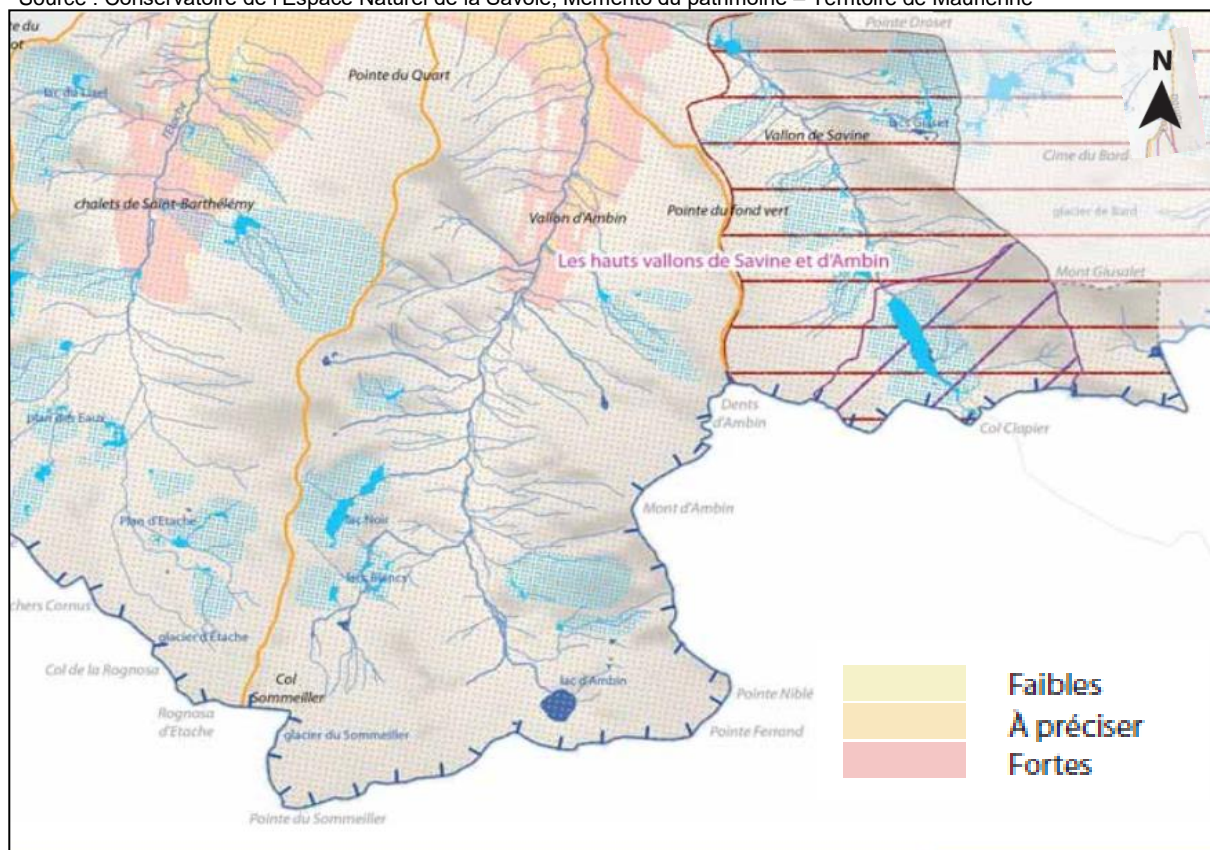 Source : Conservatoire de l'Espace Naturel de la Savoie, Mémento du patrimoine – Territoire de Maurienne
Pointe Droset
N
Pointe du Quart
lac du Lisel
Vallon de Savine
Cime du Bard
chalets de Saint-Barthélémy
Vallon d'Ambin
Pointe du fond vert
glacier de Bard
Les hauts vallons de Savine et d'Ambin
Mont Giusalet
plan des Eaux
Dents
d'Ambin
Col Clapier
Mont d'Ambin
Plan d'Etache
lac Noir
lacs Blancs
chers Cornus
glacier d'Etache
Col de la Rognosa
Col
Sommeiller
lac d'Ambin
Pointe Niblé
Rognosa
d'Etache
Pointe Ferrand
glacier du Sommeiller
Pointe du Sommeiller
Faibles
À préciser
Fortes